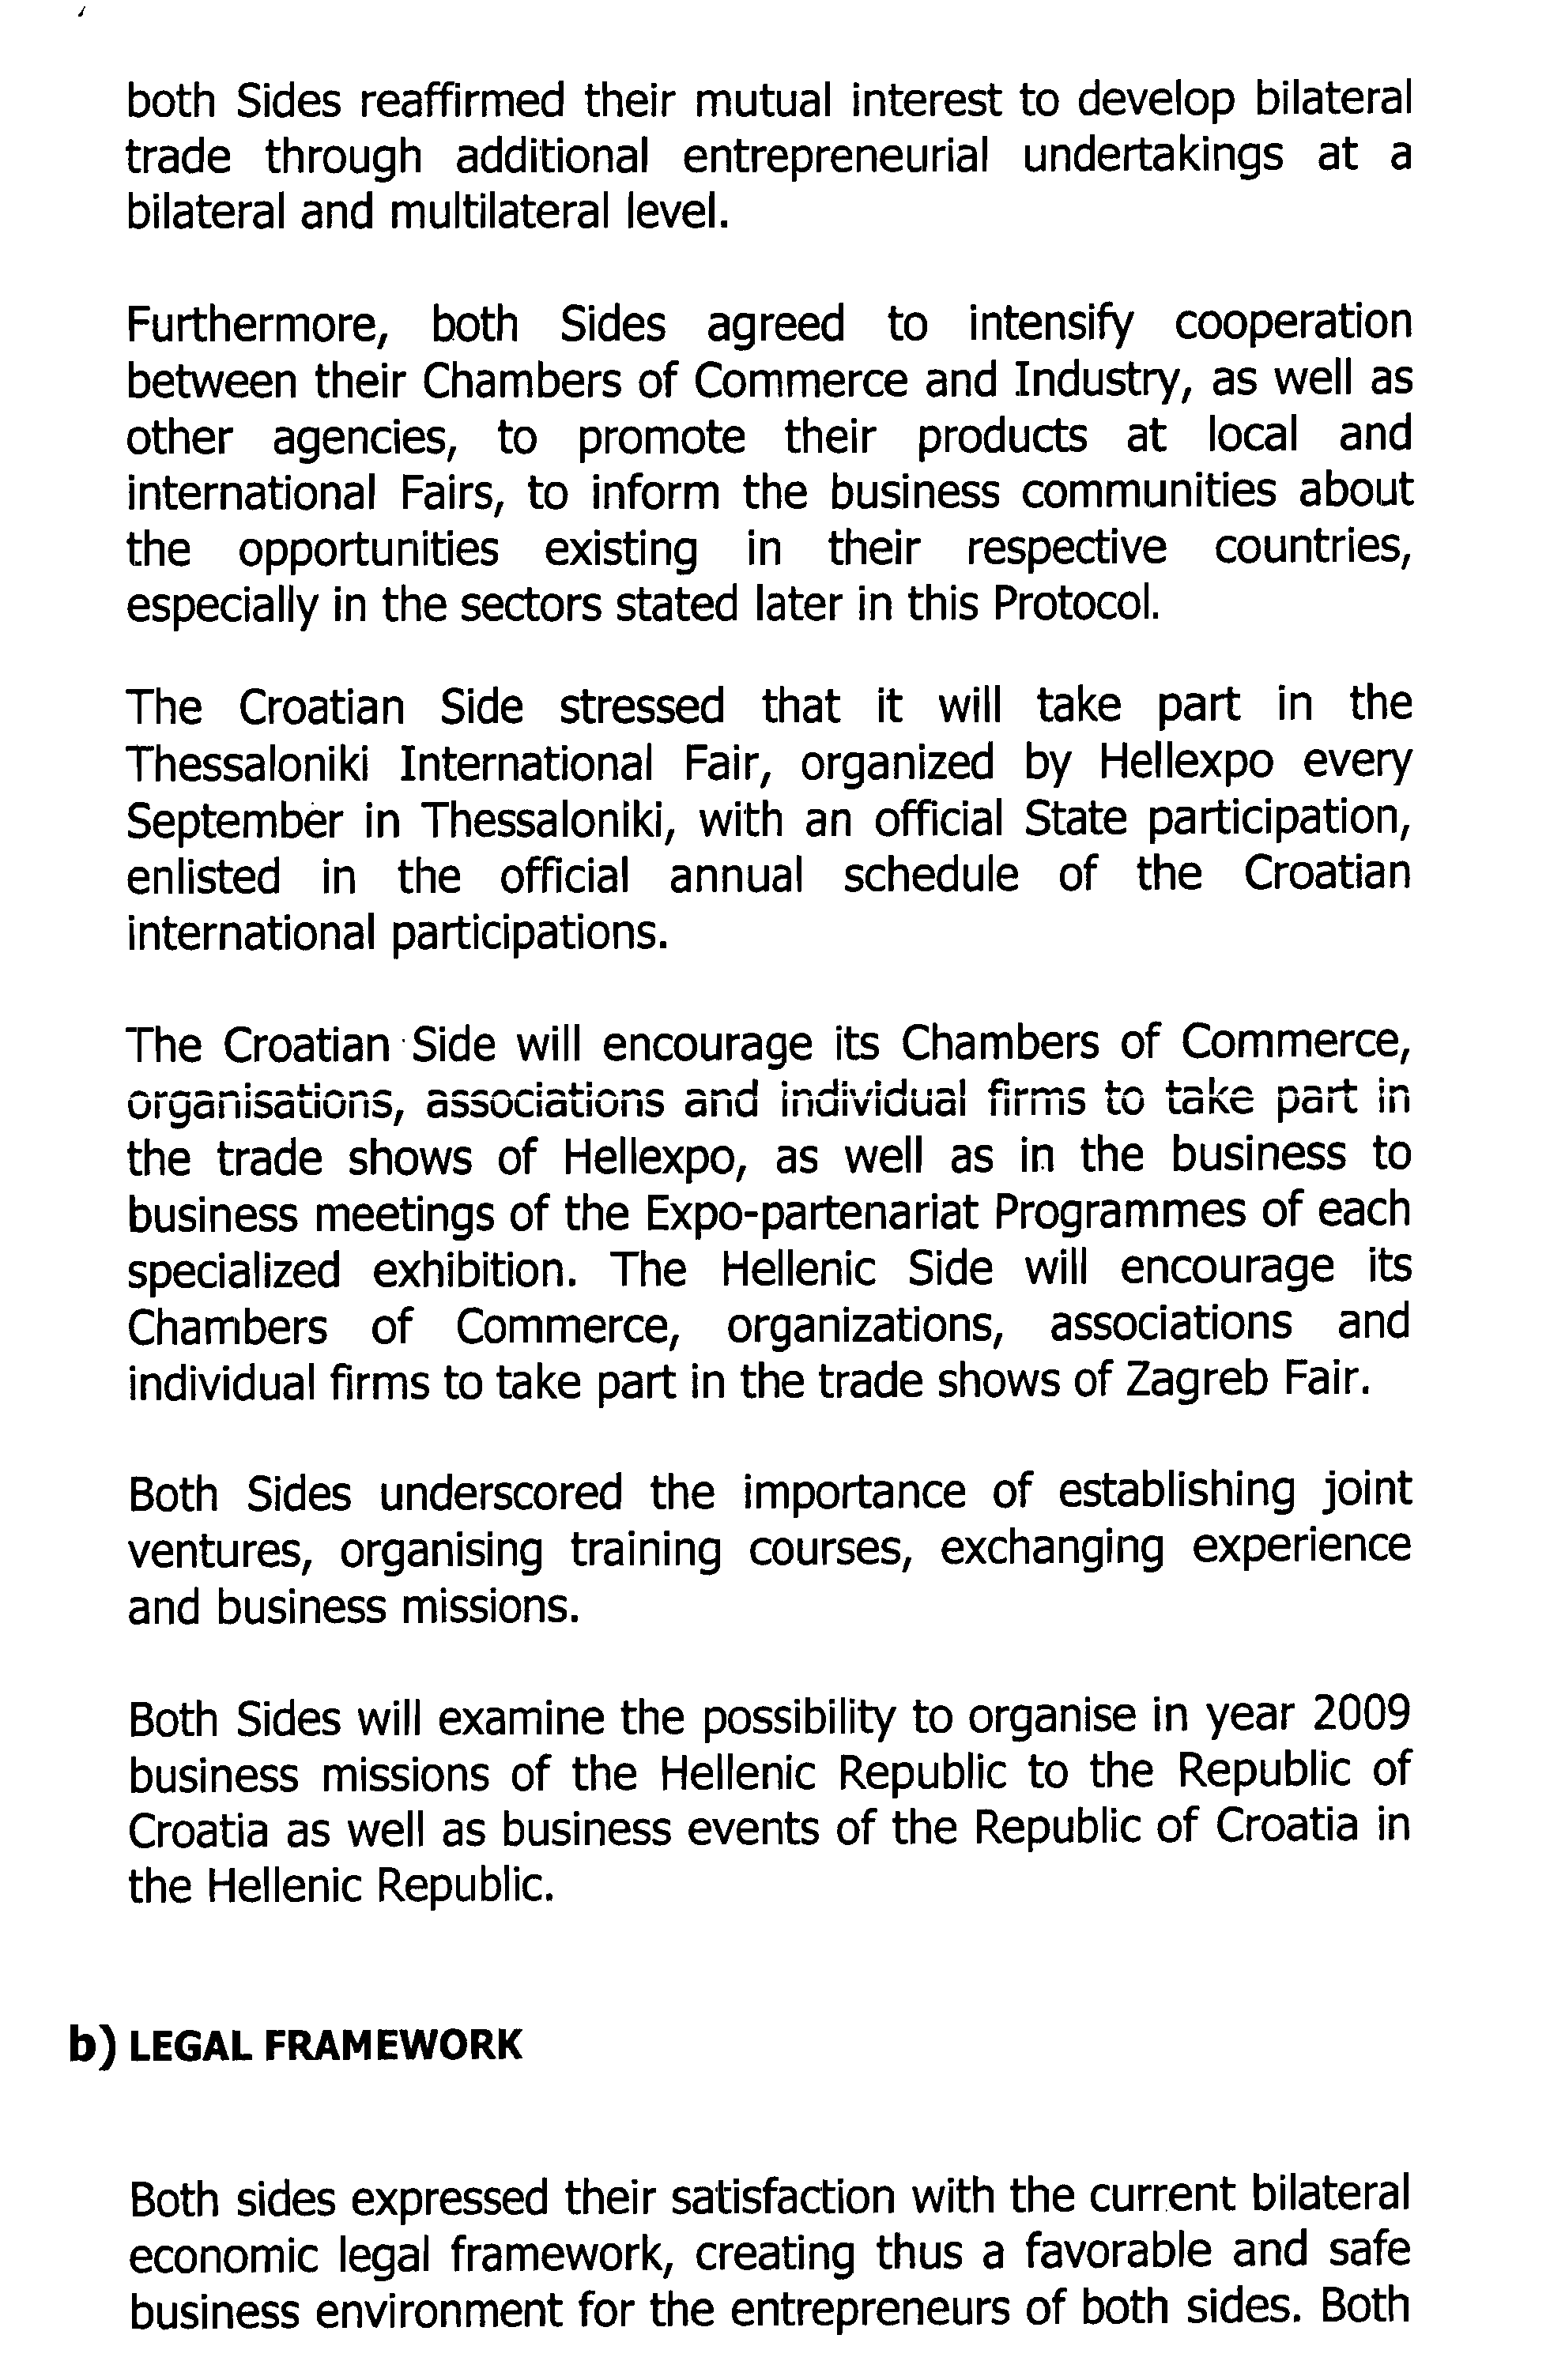 both Sides reaffirmed their mutual interest to develop bilateral
trade through additional entrepreneurial undertakings at a
bilateral and multilateral level.
Furthermore, both Sides agreed to intensify cooperation
between their Chambers of Commerce and Industry, as well as
other agencies, to promote their products at local and
international Fairs, to inform the business communities about
the opportunities existing in their respective countries,
especially in the sectors stated later in this Protocol.
The Croatian Side stressed that it will take part in the
Thessaloniki International Fair, organized by Hellexpo every
September in Thessaloniki, with an official State participation,
enlisted in the official annual schedule of the Croatian
international participations.
The Croatian Side will encourage its Chambers of Commerce,
organisations, associations and individual firms to take part in
the trade shows of Hellexpo, as well as in the business to
business meetings of the Expo-partenariat Programmes of each
specialized exhibition. The Hellenic Side will encourage its
Chambers of Commerce, organizations, associations and
individual firms to take part in the trade shows of Zagreb Fair.
Both Sides underscored the importance of establishing joint
ventures, organising training courses, exchanging experience
and business missions.
Both Sides will examine the possibility to organise in year 2009
business missions of the Hellenic Republic to the Republic of
Croatia as well as business events of the Republic of Croatia in
the Hellenic Republic.
b) LEGAL FRAMEWORK
Both sides expressed their satisfaction with the current bilateral
economic legal framework, creating thus a favorable and safe
business environment for the entrepreneurs of both sides. Both